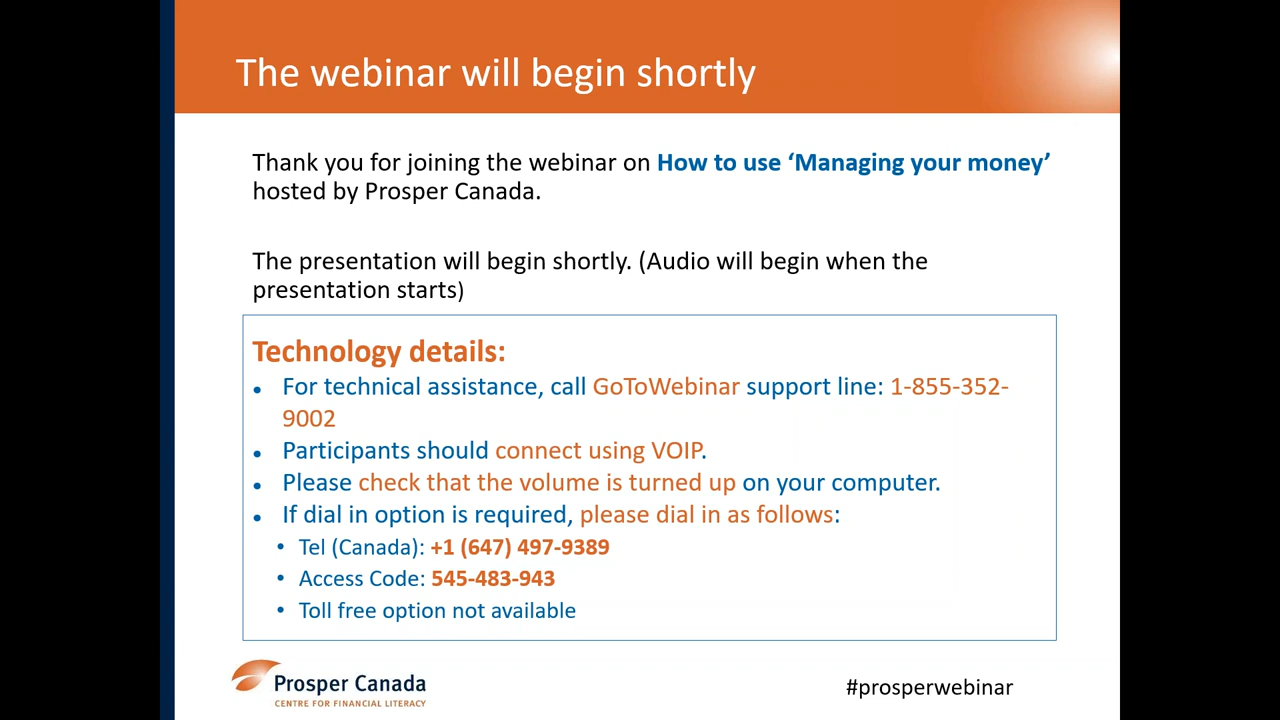 The webinar will begin shortly
Thank you for joining the webinar on How to use ‘Managing your money’
hosted by Prosper Canada.
The presentation will begin shortly. (Audio will begin when the
presentation starts)
Technology details:
• For technical assistance, call GoToWebinar support line: 1-855-352-
9002
• Participants should connect using VOIP.
• Please check that the volume is turned up on your computer.
• If dial in option is required, please dial in as follows:
• Tel (Canada): +1 (647) 497-9389
• Access Code: 545-483-943
• Toll free option not available
Prosper Canada
CENTRE FOR FINANCIAL LITERACY
#prosperwebinar